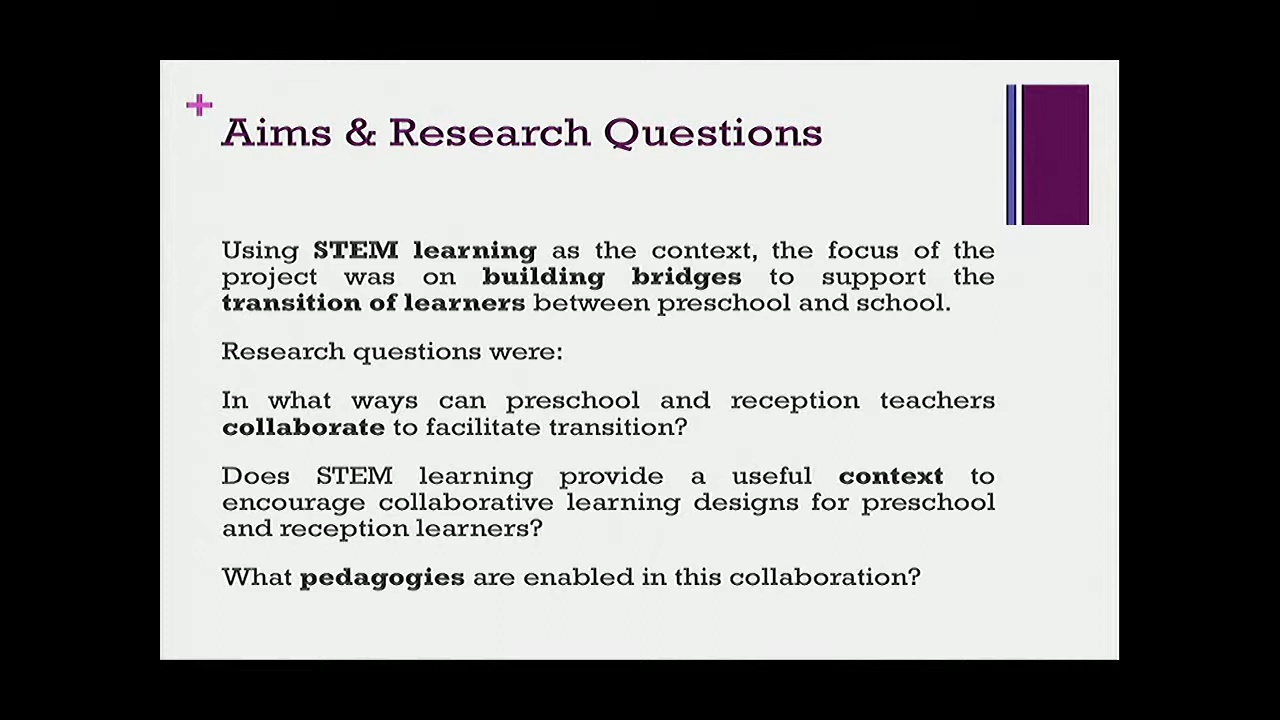 Aims & Research Questions
Using STEM learning as the context, the focus of the
project was on building bridges to support the
transition of learners between preschool and school.
Research questions were:
In what ways can preschool and reception teachers
collaborate to facilitate transition?
Does STEM learning provide a useful context to
encourage collaborative learning designs for preschool
and reception learners?
What pedagogies are enabled in this collaboration?